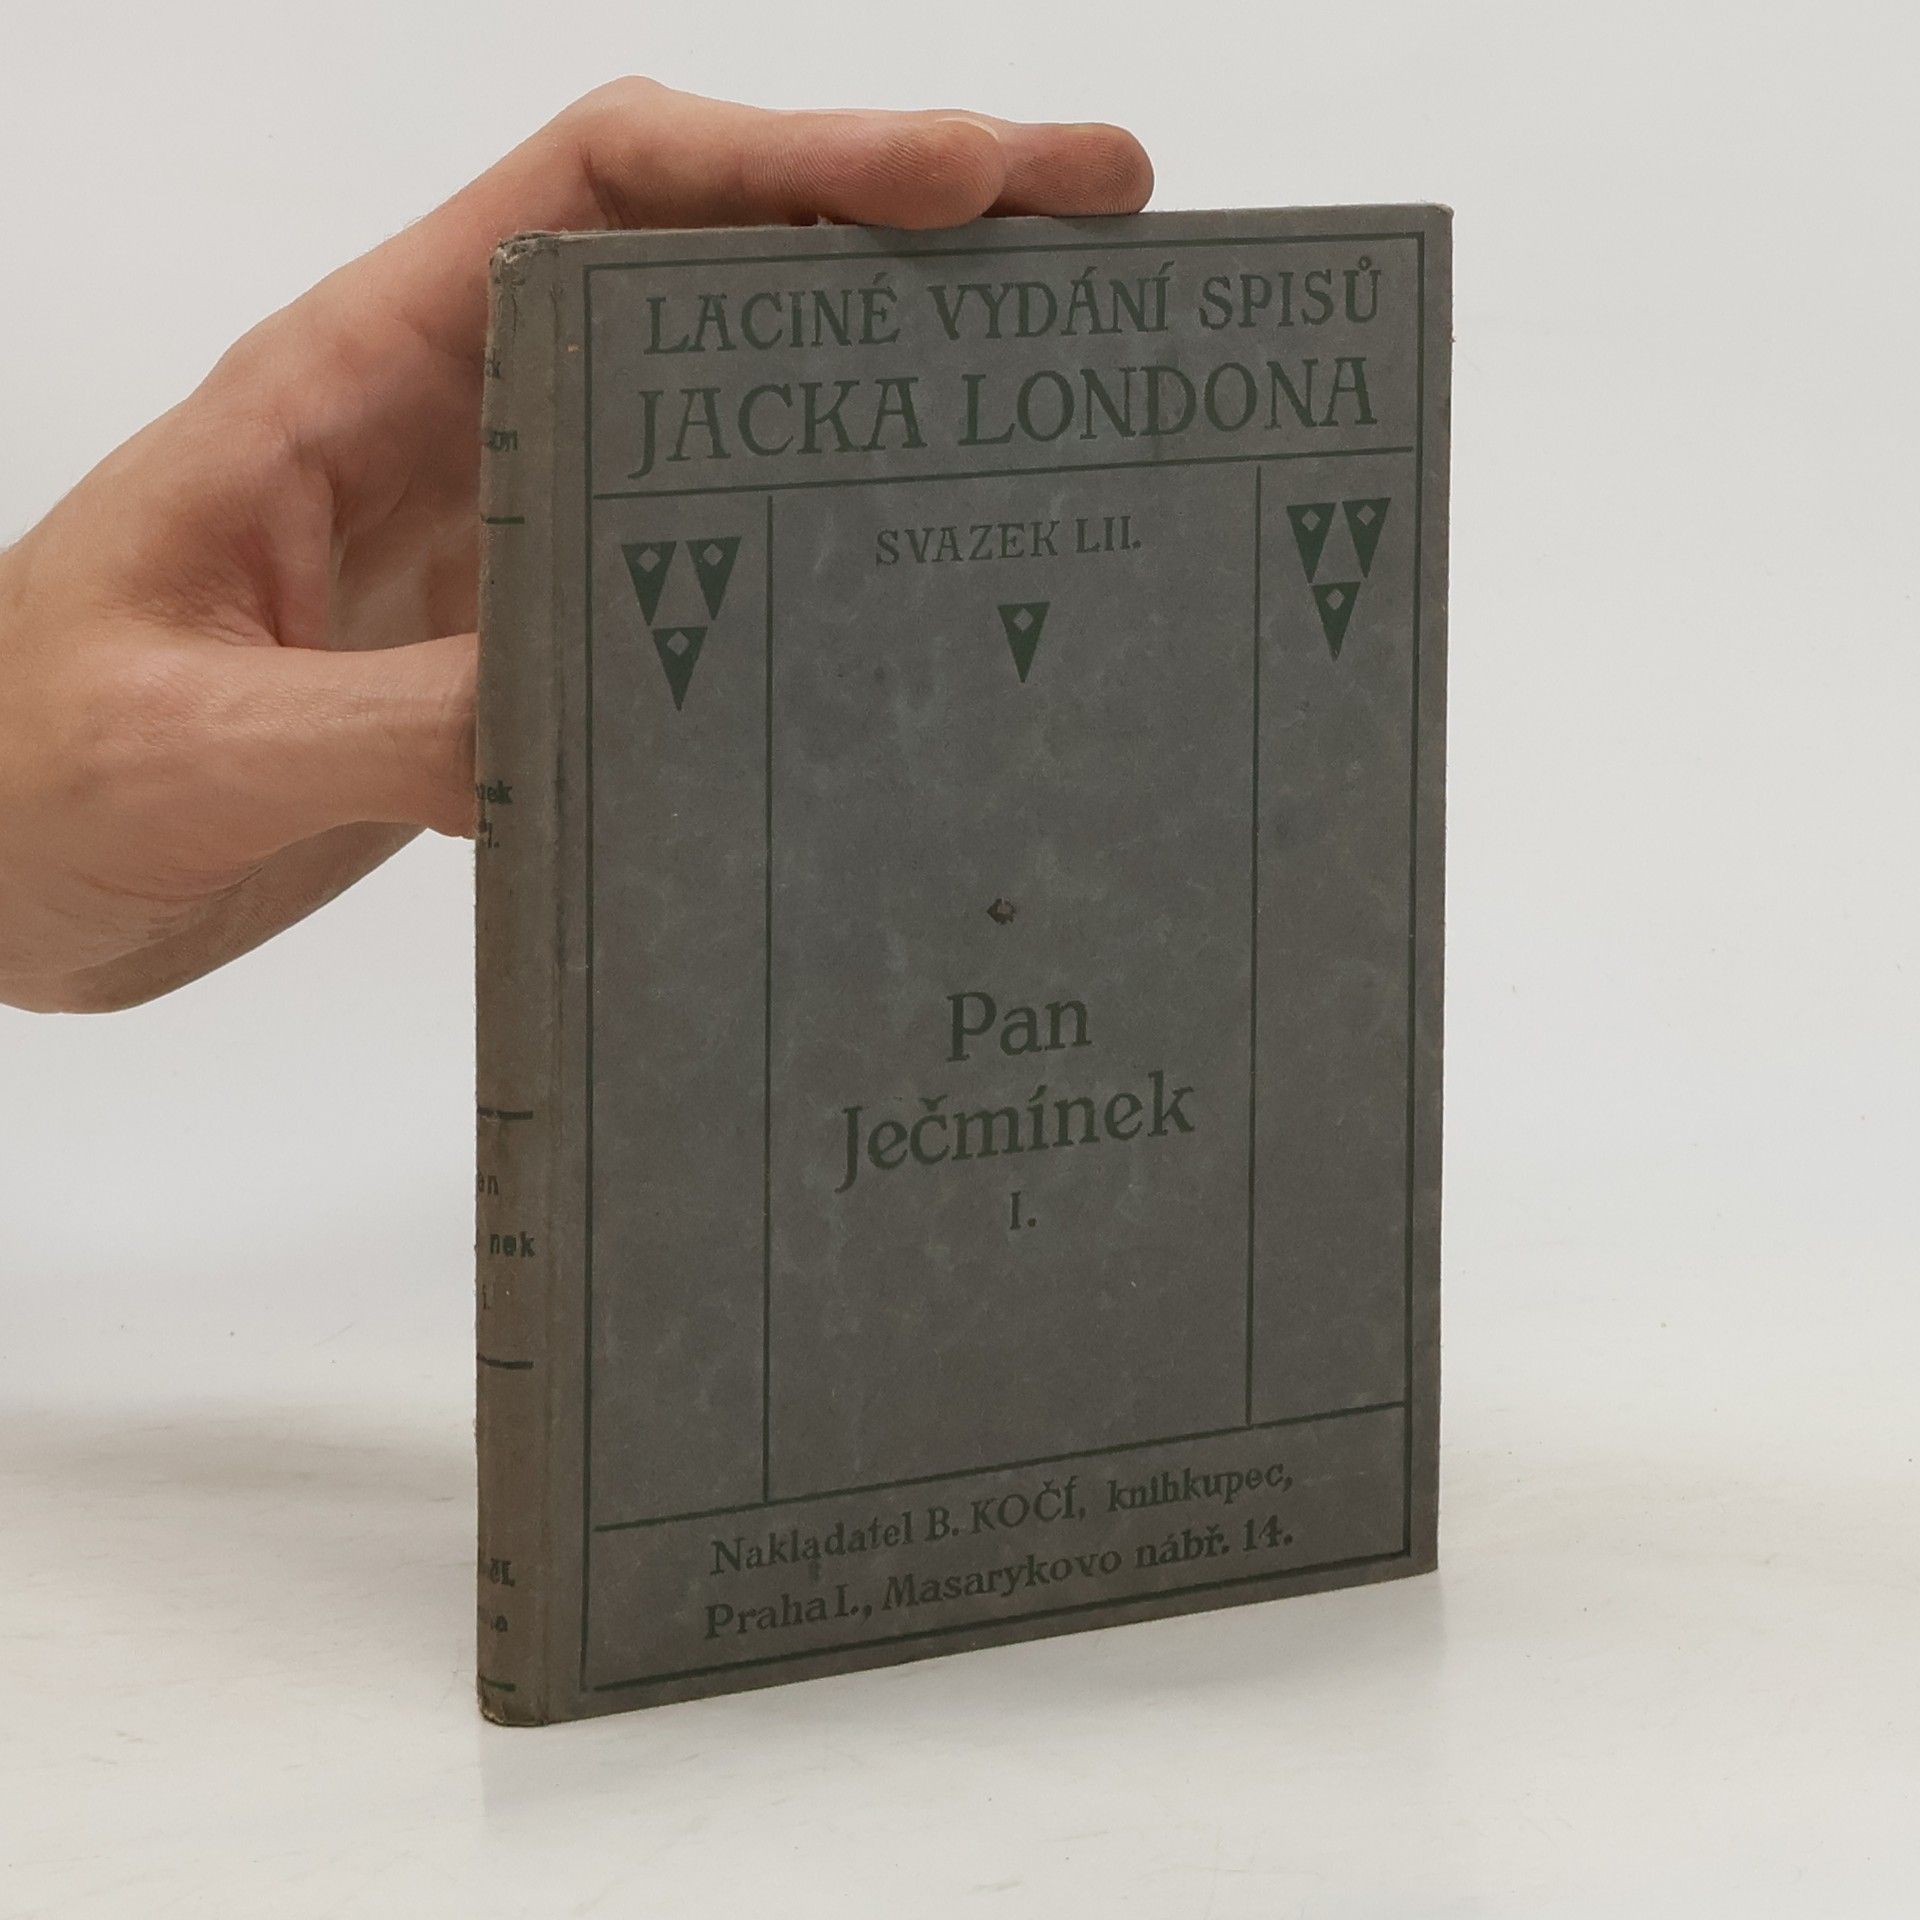 LACINÉ VYDÁNÍ SPISŮ
JACKA LONDONA
SVAZEK LII.
Pan
Ječmínek
I.
Nakladatel B. KOČÍ, knihkupec,
Praha I., Masarykovo nábř. 14.